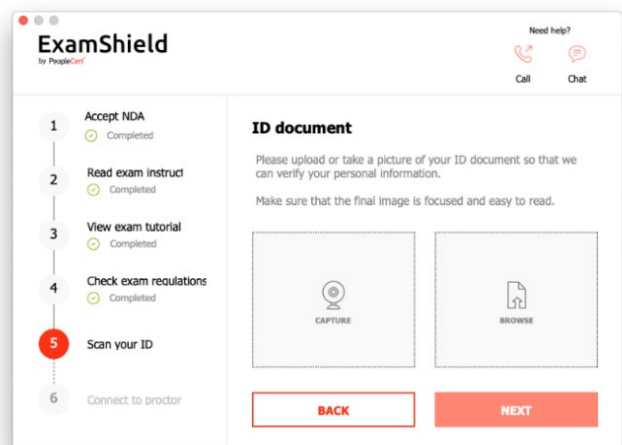 ExamShield
by PeopleCert
Need help?
Call
Chat
1
Accept NDA
Completed
2
Read exam instruct
Completed
3
View exam tutorial
Completed
4
Check exam regulations
Completed
5
Scan your ID
6
Connect to proctor
ID document
Please upload or take a picture of your ID document so that we
can verify your personal information.
Make sure that the final image is focused and easy to read.
CAPTURE
BROWSE
BACK
NEXT